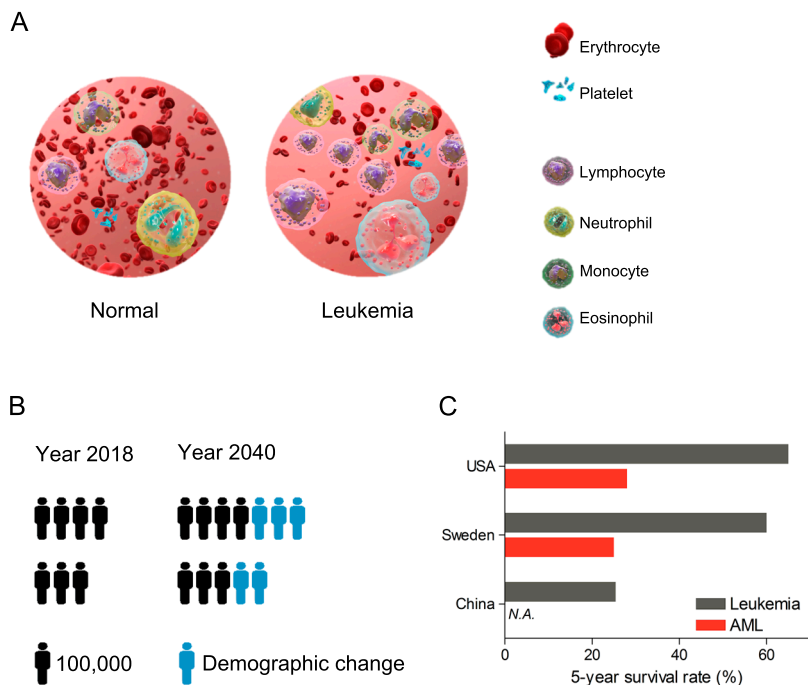 A
Normal
Leukemia
Erythrocyte
Platelet
Lymphocyte
Neutrophil
Monocyte
Eosinophil
B
Year 2018
Year 2040
100,000
Demographic change
C
USA
Sweden
China
N.A.
Leukemia
AML
0
20
40
60
5-year survival rate (%)